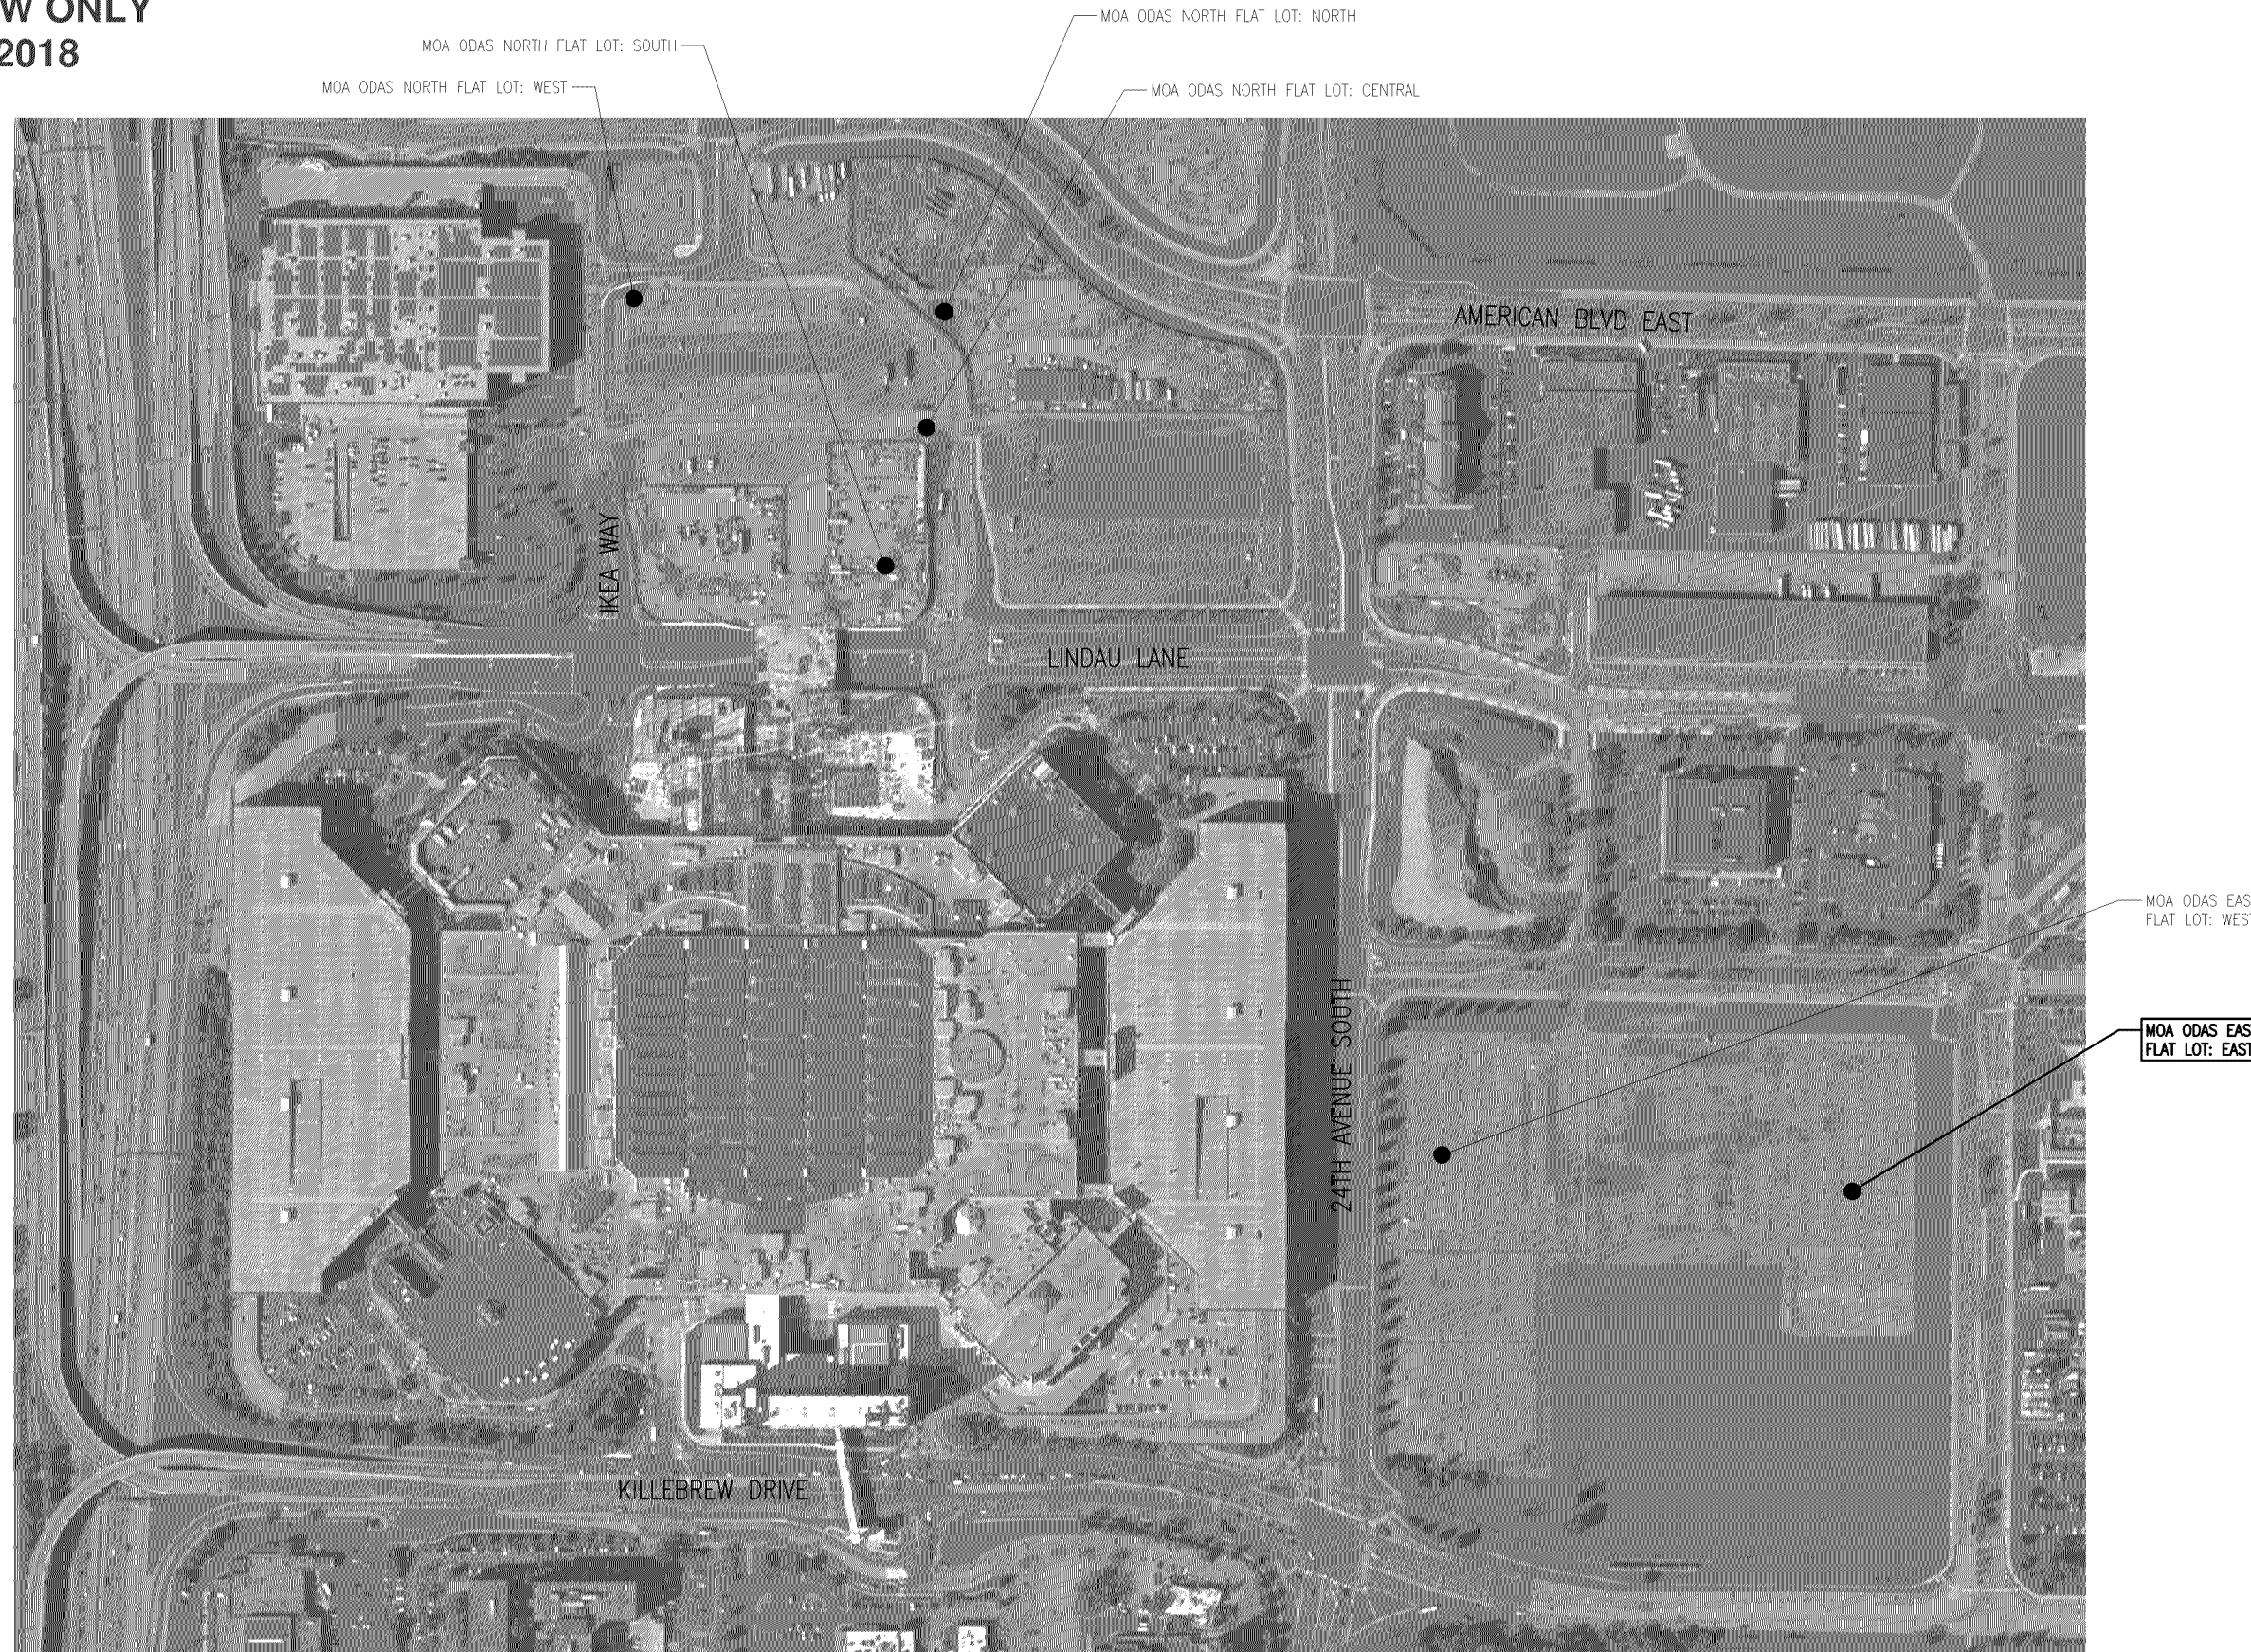 W ONLY
2018
MOA ODAS NORTH FLAT LOT: NORTH
MOA ODAS NORTH FLAT LOT: SOUTH
MOA ODAS NORTH FLAT LOT: WEST
MOA ODAS NORTH FLAT LOT: CENTRAL
AMERICAN BLVD EAST
IKEA WAY
LINDAU LANE
MOA ODAS EAS
FLAT LOT: WES
24TH AVENUE SOUTH
MOA ODAS EAS
FLAT LOT: EAST
KILLEBREW DRIVE